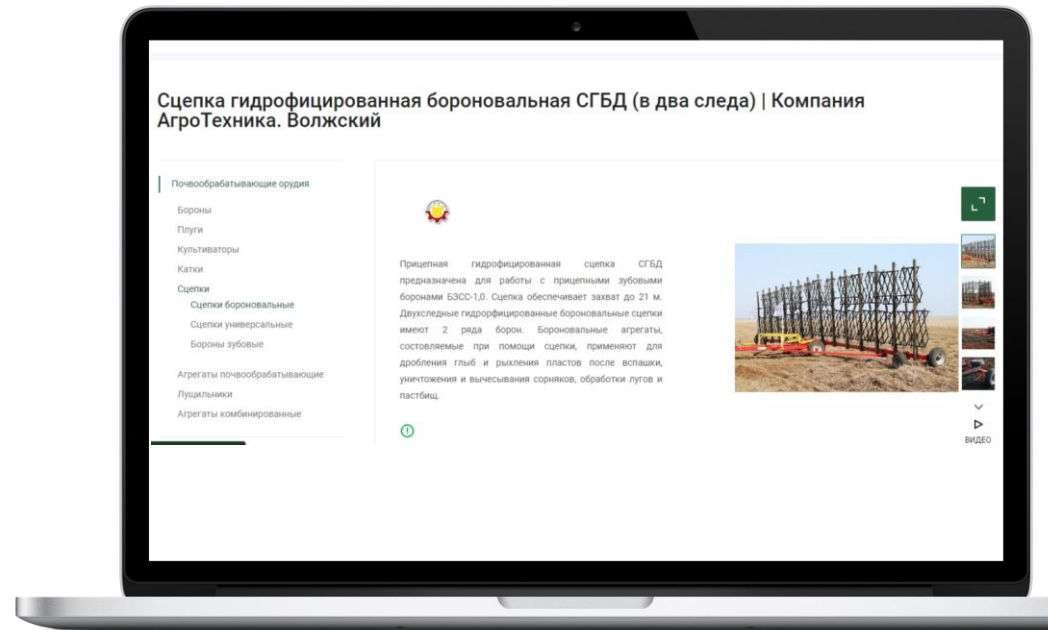 Сцепка гидрофицированная бороновальная СГБД (в два следа) | Компания
АгроТехника. Волжский
Почвообрабатывающие орудия
Бороны
Плуги
Культиваторы
Катки
Сцепки
Сцепки бороновальные
Сцепки универсальные
Бороны зубовые
Агрегаты почвообрабатывающие
Лущильники
Агрегаты комбинированные
Прицепная гидрофицированная сцепка СГБД
предназначена для работы с прицепными зубовыми
боронами БЗСС-1,0. Сцепка обеспечивает захват до 21 м.
Двухследные гидрорфицированные бороновальные сцепки
имеют 2 ряда борон. Бороновальные агрегаты,
составляемые при помощи сцепки, применяют для
дробления глыб и рыхления пластов после вспашки,
уничтожения и вычесывания сорняков, обработки лугов и
пастбищ.
ВИДЕО